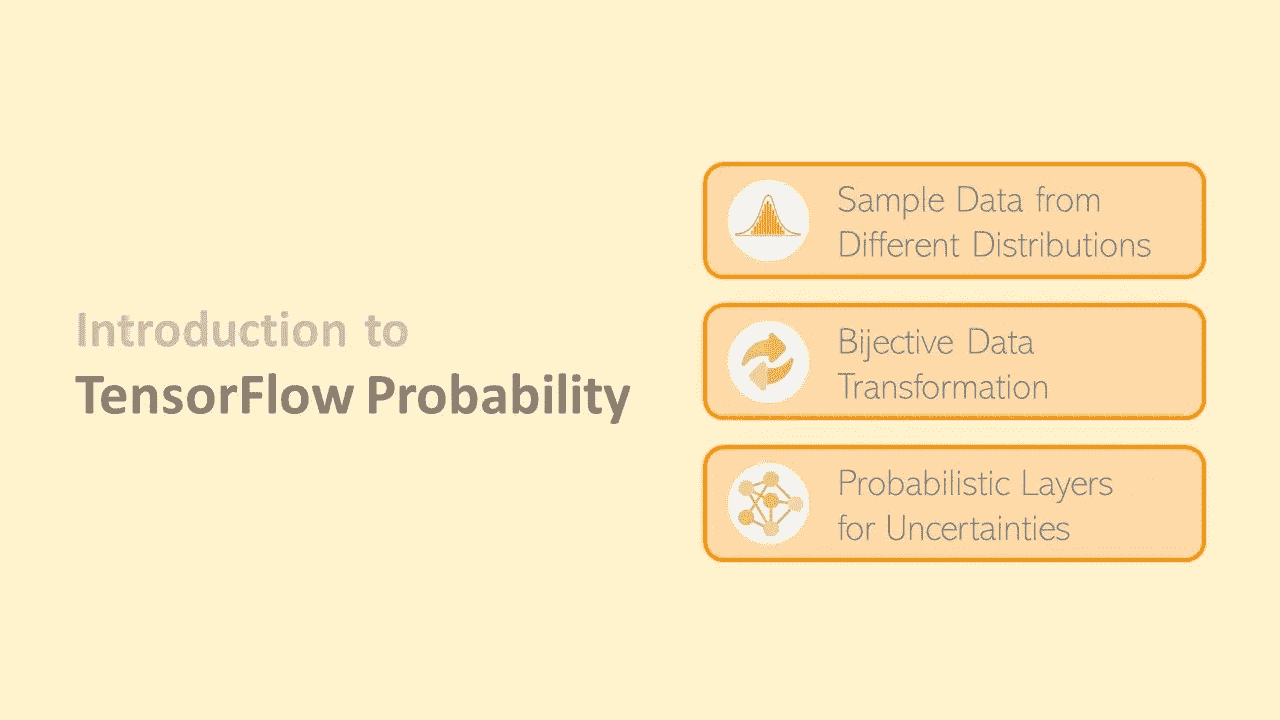 Introduction to
TensorFlow Probability
Sample Data from
Different Distributions
Bijective Data
Transformation
Probabilistic Layers
for Uncertainties